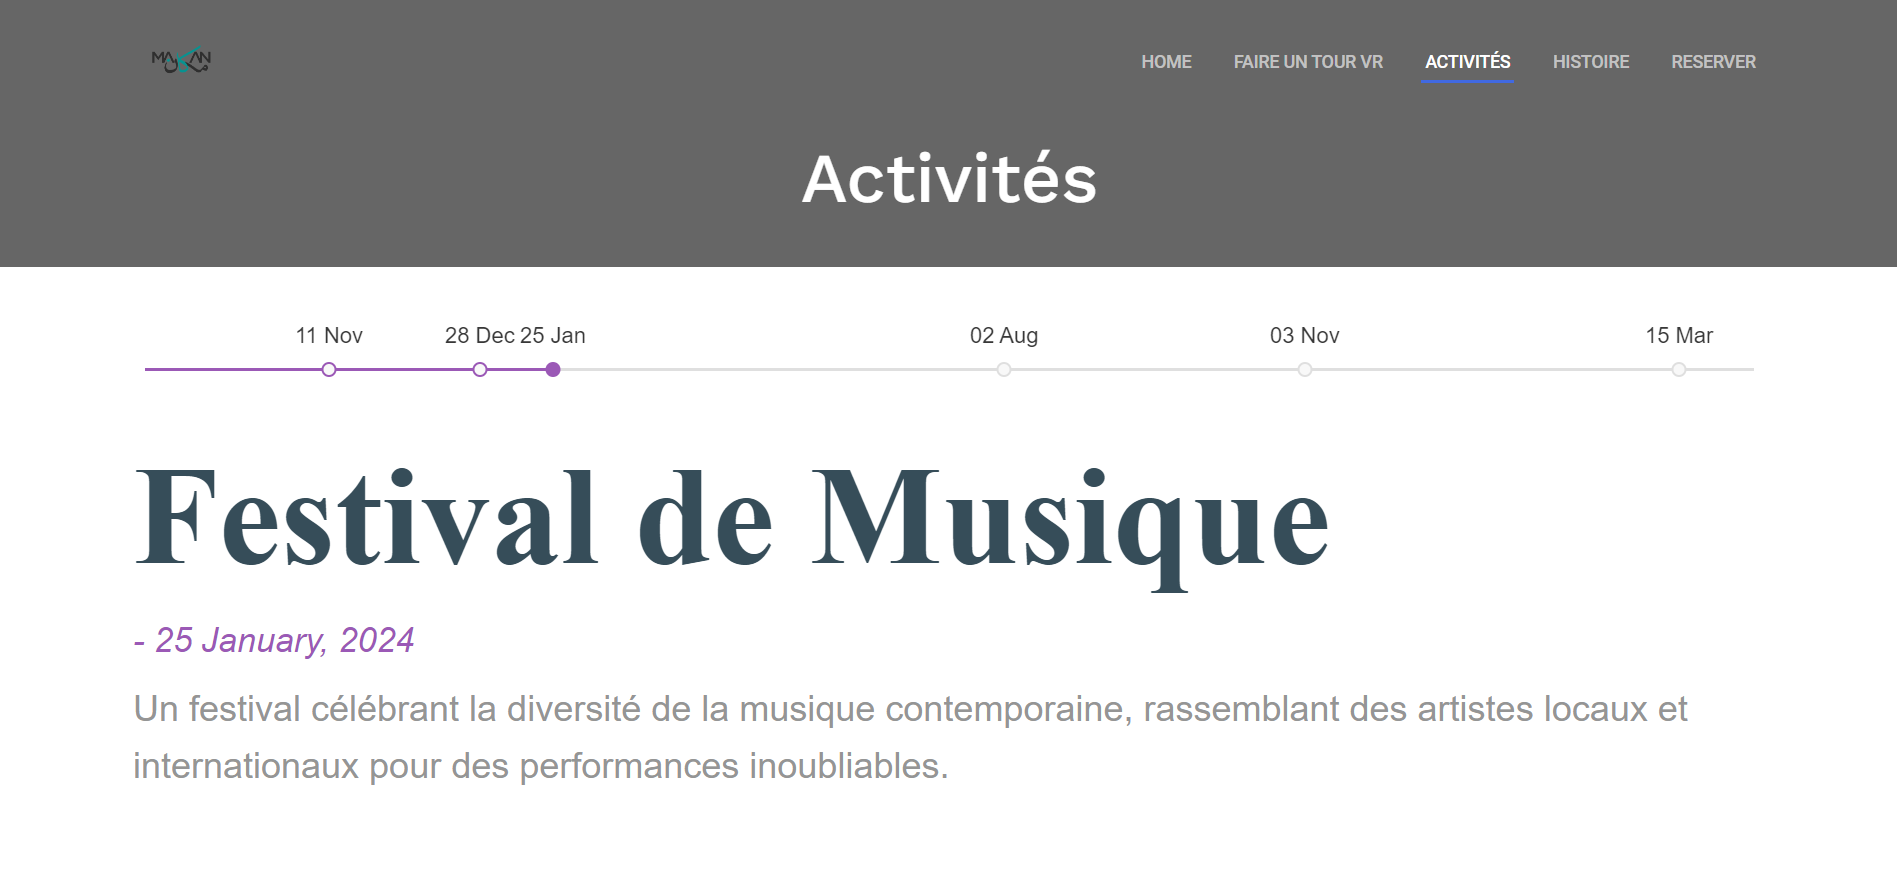 MAKAN
HOME FAIRE UN TOUR VR ACTIVITÉS HISTOIRE RESERVER
Activités
11 Nov 28 Dec 25 Jan 02 Aug 03 Nov 15 Mar
Festival de Musique
- 25 January, 2024
Un festival célébrant la diversité de la musique contemporaine, rassemblant des artistes locaux et
internationaux pour des performances inoubliables.